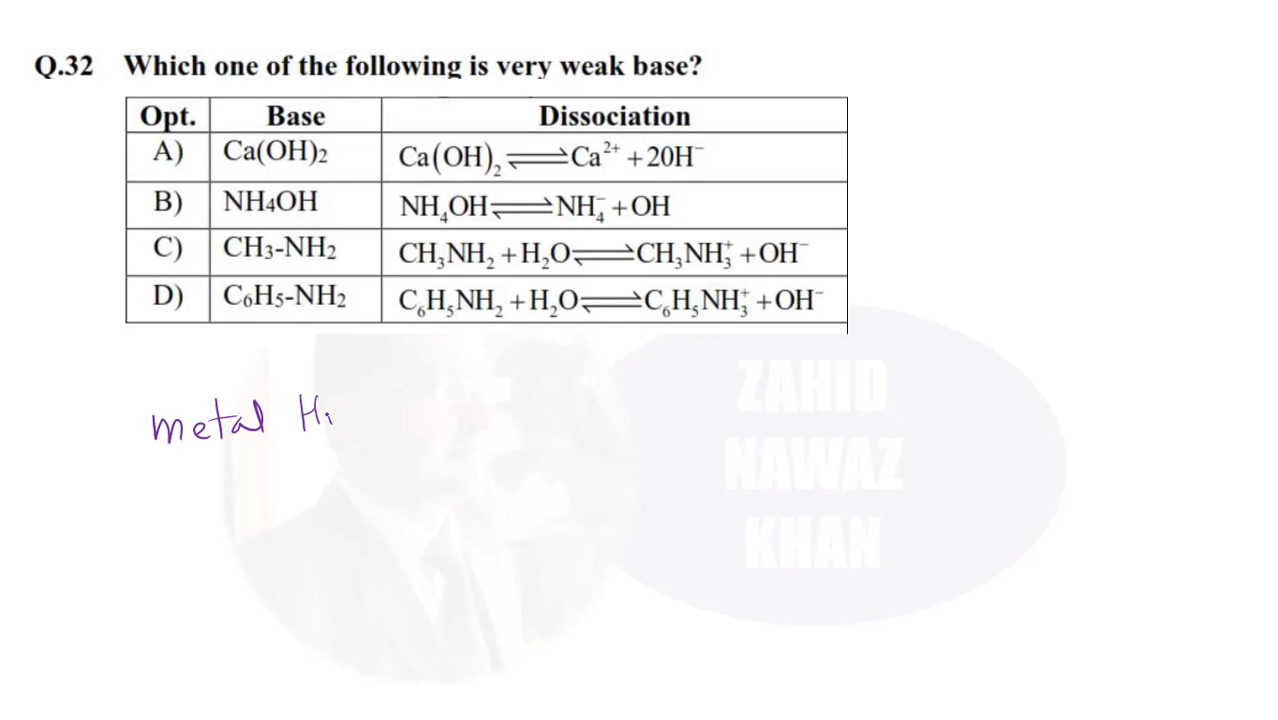 Q.32 Which one of the following is very weak base?
Opt. Base Dissociation
A) Ca(OH)2 Ca(OH)₂ ⇌ Ca²⁺ + 20H⁻
B) NH4OH NH₄OH ⇌ NH₄⁻ + OH
C) CH3-NH2 CH₃NH₂ + H₂O ⇌ CH₃NH₃⁺ + OH⁻
D) C6H5-NH2 C₆H₅NH₂ + H₂O ⇌ C₆H₅NH₃⁺ + OH⁻
metal Hi
ZAHID
NAWAZ
KHAN